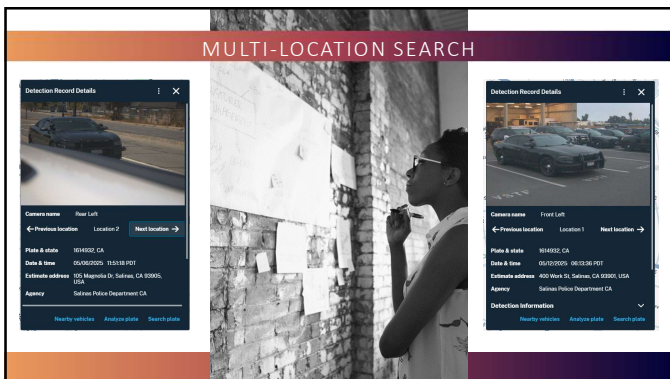 MULTI-LOCATION SEARCH
Detection Record Details
Camera name Rear Left
←Previous location Location 2 Next location →
Plate & state 1614932, CA
Date & time 05/06/2025 11:51:18 PDT
Estimate address 105 Magnolia Dr, Salinas, CA 93905,
USA
Agency Salinas Police Department CA
Nearby vehicles Analyze plate Search plate
Detection Record Details
Camera name Front Left
←Previous location Location 1 Next location →
Plate & state 1614932, CA
Date & time 05/12/2025 06:13:36 PDT
Estimate address 400 Work St, Salinas, CA 93901, USA
Agency Salinas Police Department CA
Detection Information
Nearby vehicles Analyze plate Search plate